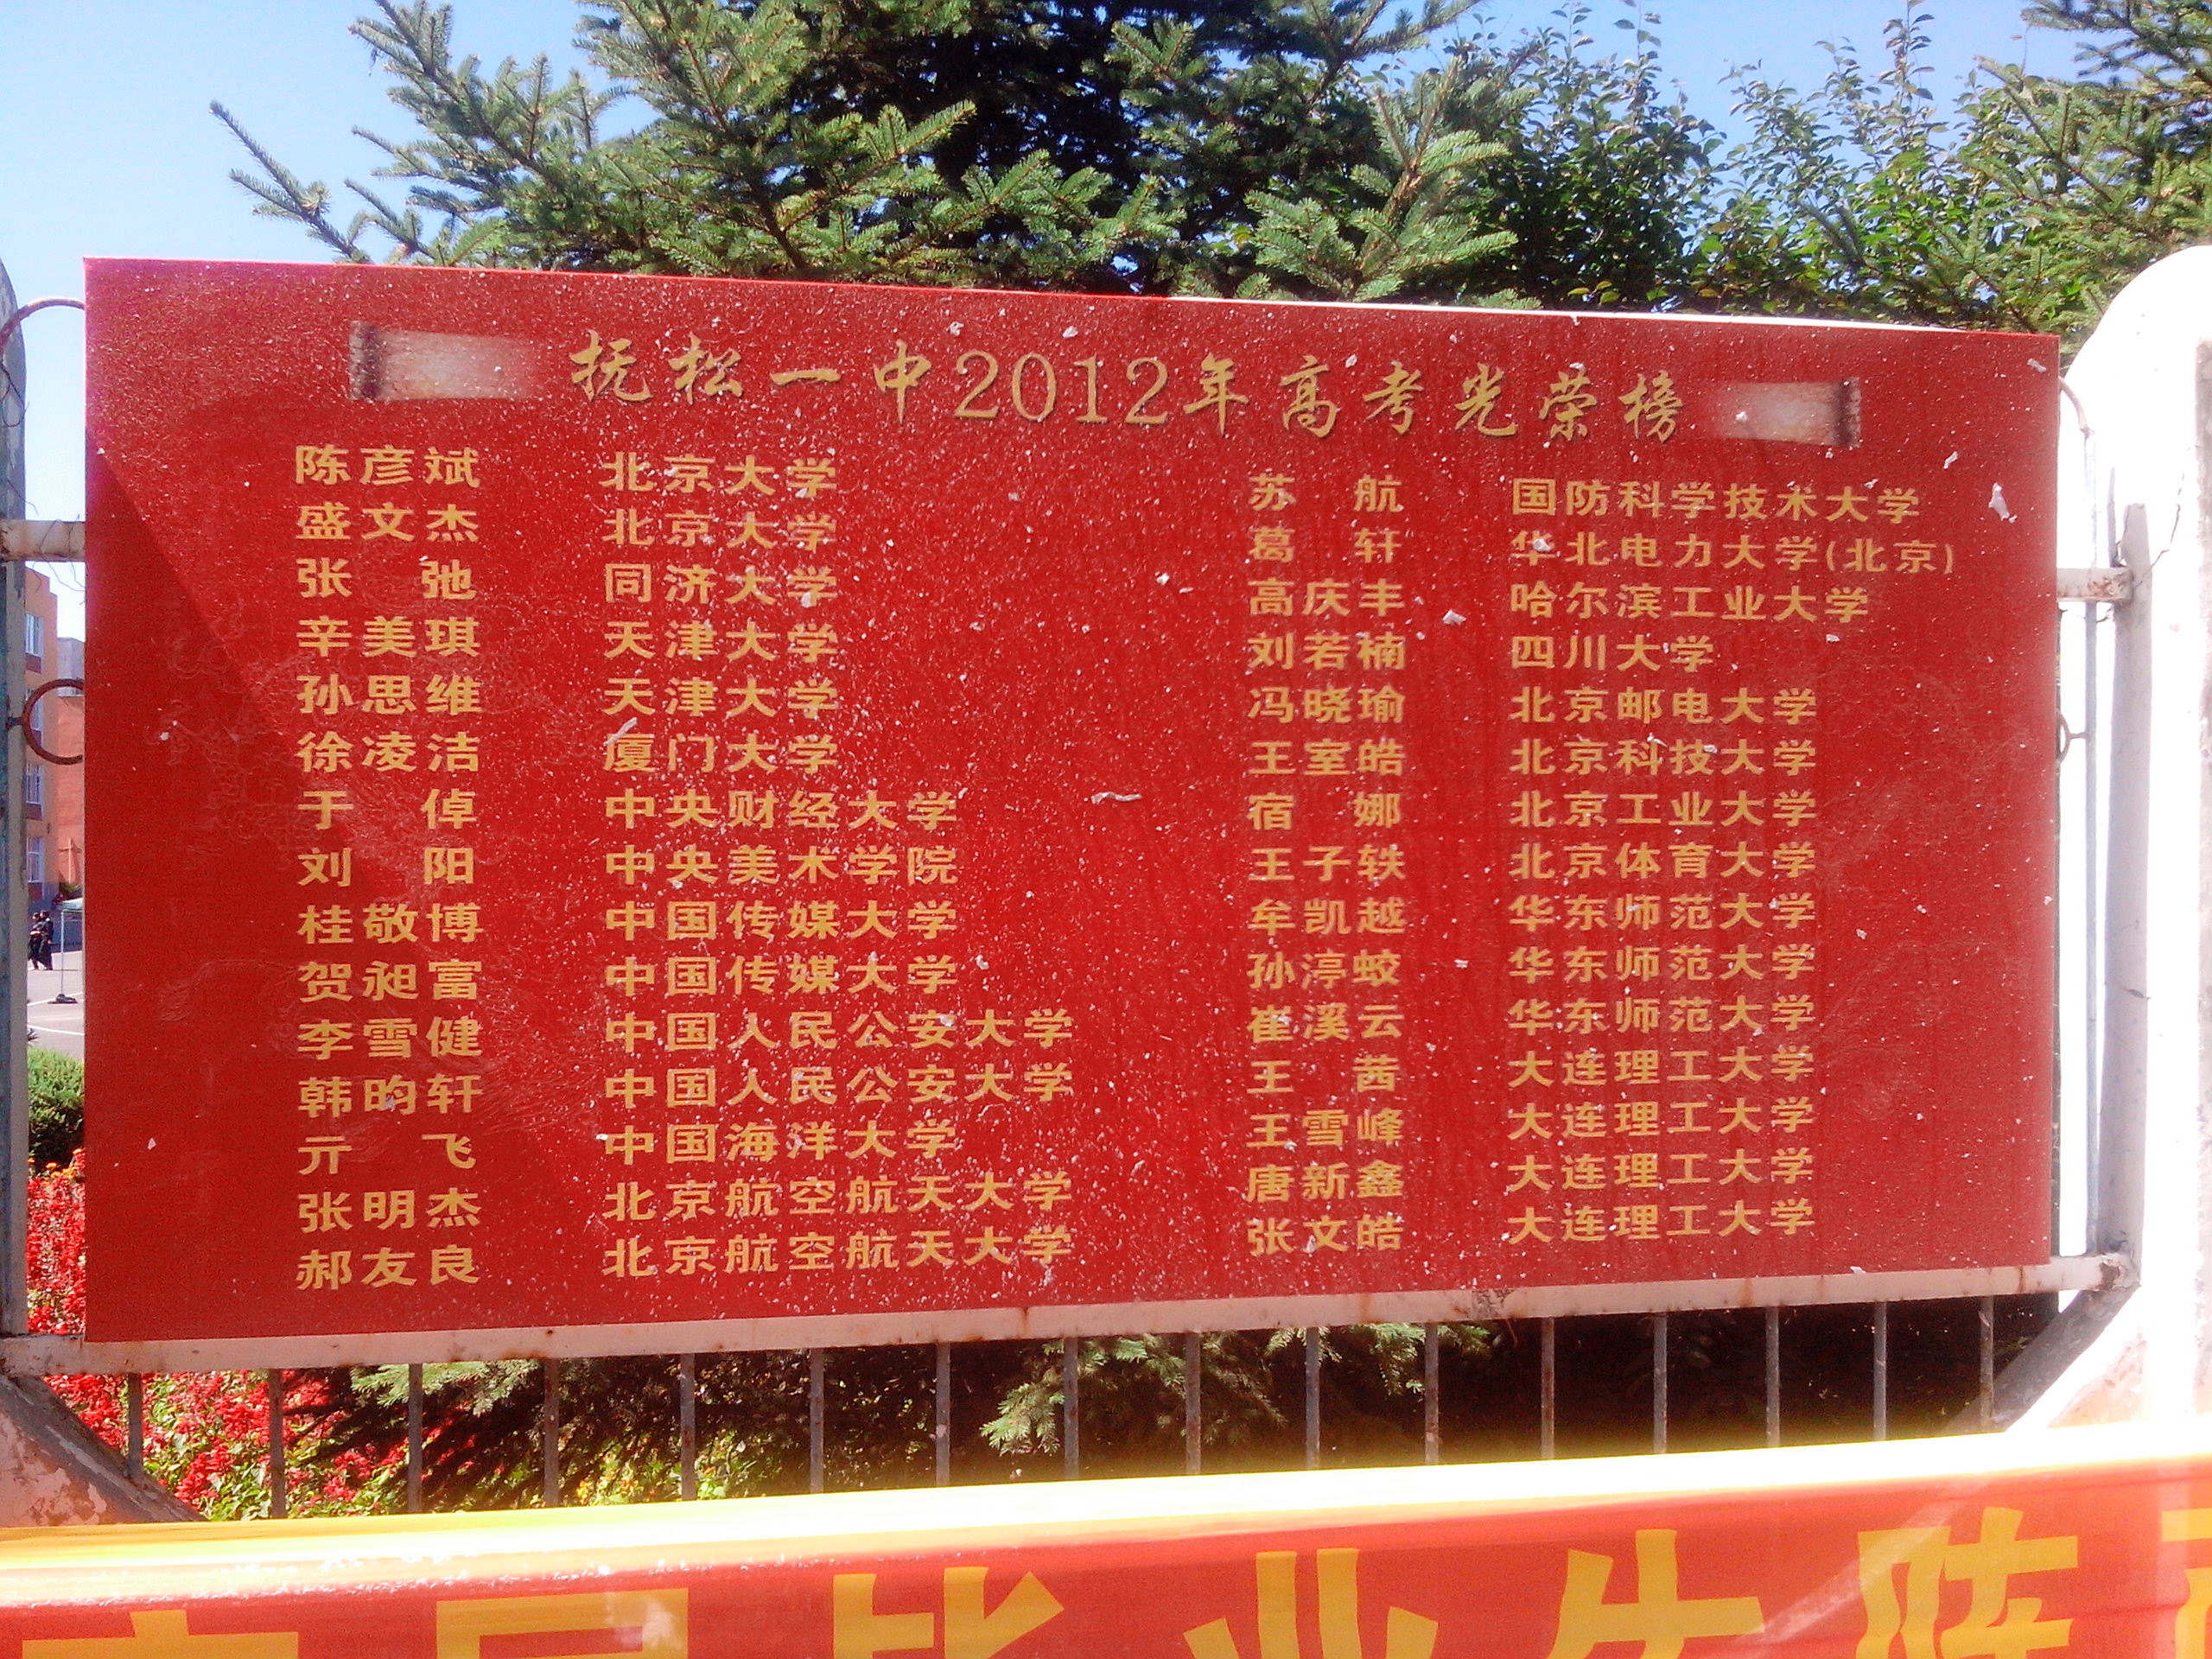 抚松一中2012年高考光荣榜
陈彦斌 北京大学
盛文杰 北京大学
张弛 同济大学
辛美琪 天津大学
孙思维 天津大学
徐凌洁 厦门大学
于倬 中央财经大学
刘阳 中央美术学院
桂敬博 中国传媒大学
贺昶富 中国传媒大学
李雪健 中国人民公安大学
韩昀轩 中国人民公安大学
亓飞 中国海洋大学
张明杰 北京航空航天大学
郝友良 北京航空航天大学
苏航 国防科学技术大学
葛轩 华北电力大学(北京)
高庆丰 哈尔滨工业大学
刘若楠 四川大学
冯晓瑜 北京邮电大学
王室皓 北京科技大学
宿娜 北京工业大学
王子轶 北京体育大学
牟凯越 华东师范大学
孙渟蛟 华东师范大学
崔溪云 华东师范大学
王茜 大连理工大学
王雪峰 大连理工大学
唐新鑫 大连理工大学
张文皓 大连理工大学
届毕业生陈